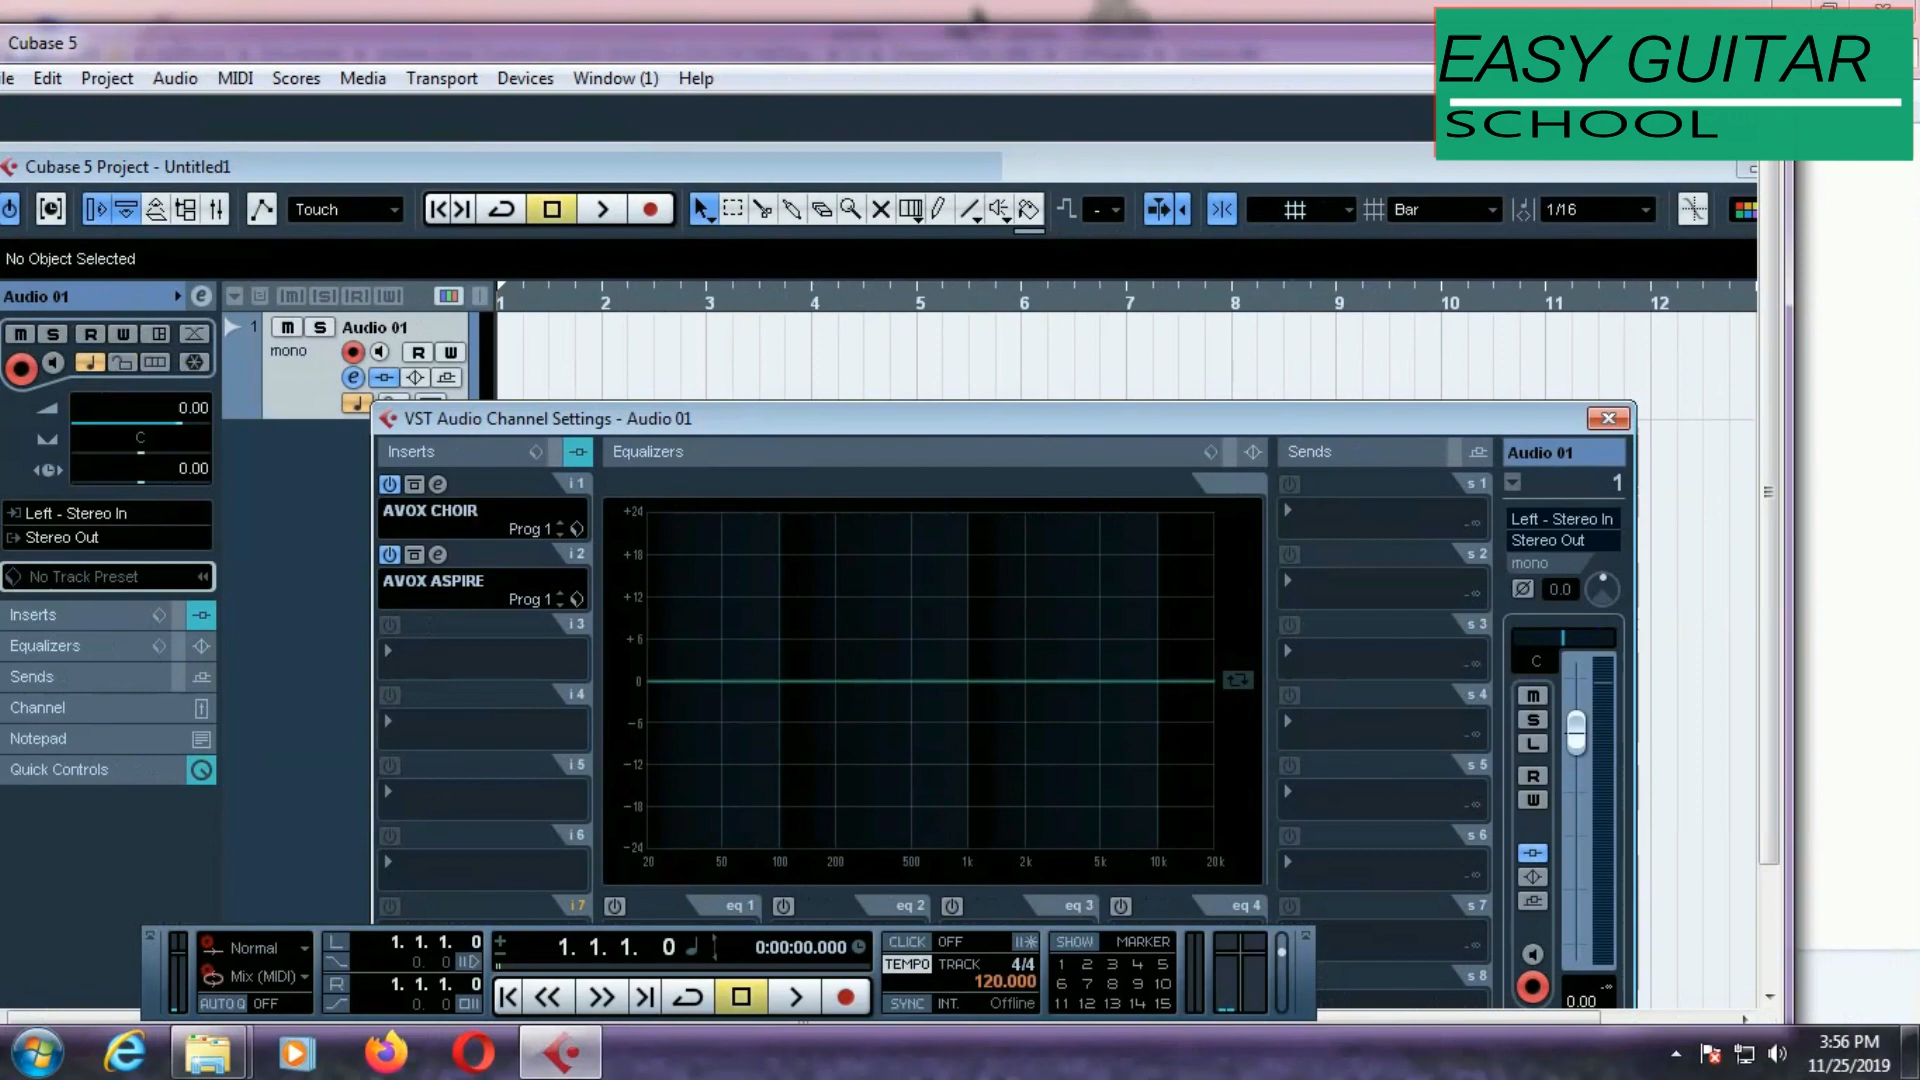 EASY GUITAR
SCHOOL
Cubase 5
le Edit Project Audio MIDI Scores Media Transport Devices Window (1) Help
Cubase 5 Project - Untitled1
Touch
- Bar 1/16
No Object Selected
Audio 01
1 2 3 4 5 6 7 8 9 10 11 12
M S R W
1 M S Audio 01
mono
R W
0.00
C
0.00
Left - Stereo In
Stereo Out
No Track Preset
Inserts
Equalizers
Sends
Channel
Notepad
Quick Controls
VST Audio Channel Settings - Audio 01
Inserts Equalizers Sends Audio 01
i 1
AVOX CHOIR
Prog 1
i 2
AVOX ASPIRE
Prog 1
i 3
i 4
i 5
i 6
i 7
+24
+18
+12
+6
0
-6
-12
-18
-24
20 50 100 200 500 1k 2k 5k 10k 20k
eq 1 eq 2 eq 3 eq 4
s 1
-∞
s 2
-∞
s 3
-∞
s 4
-∞
s 5
-∞
s 6
-∞
s 7
-∞
s 8
1
Left - Stereo In
Stereo Out
mono
0.0
C
M
S
L
R
W
-∞
0.00
Normal
Mix (MIDI)
AUTO Q OFF
L 1. 1. 1. 0
0. 0
R 1. 1. 1. 0
0. 0
1. 1. 1. 0 0:00:00.000
CLICK OFF
TEMPO TRACK 4/4
120.000
SYNC INT. Offline
SHOW MARKER
1 2 3 4 5
6 7 8 9 10
11 12 13 14 15
3:56 PM
11/25/2019